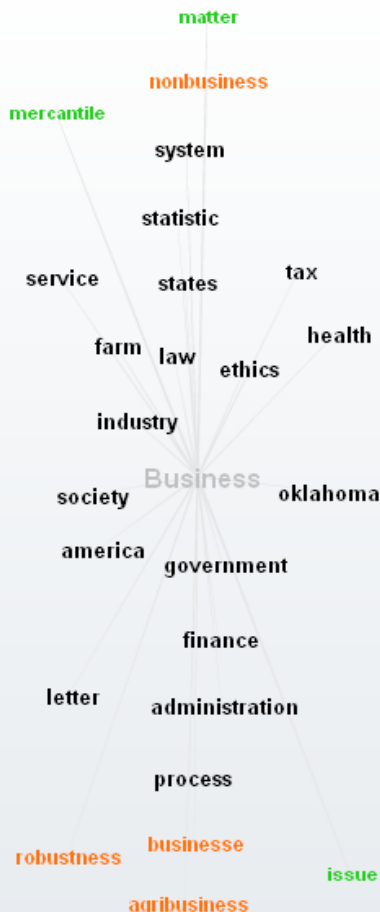 matter
nonbusiness
mercantile
system
statistic
service
states
tax
farm
law
health
ethics
industry
Business
society
oklahoma
america
government
finance
letter
administration
process
businesse
robustness
issue
agribusiness